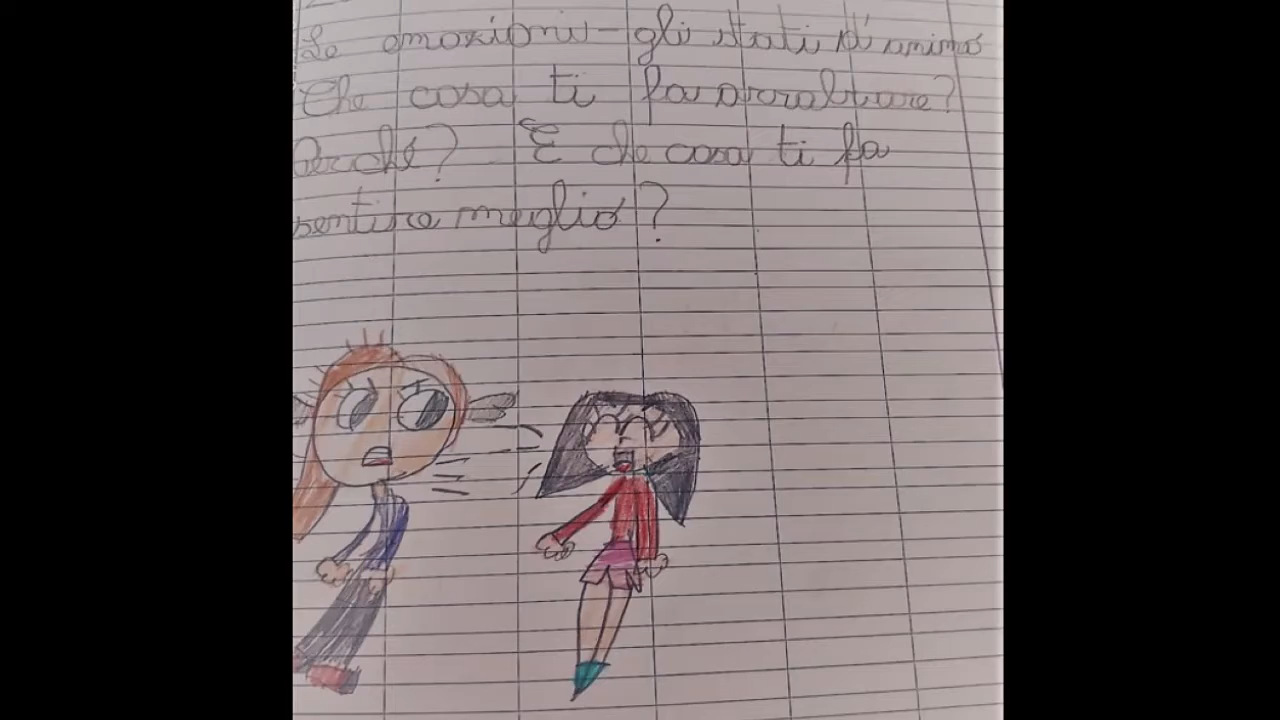 Le emozioni - gli stati d'animo
Che cosa ti fa arrabbiare?
Perché? E che cosa ti fa
sentire meglio?